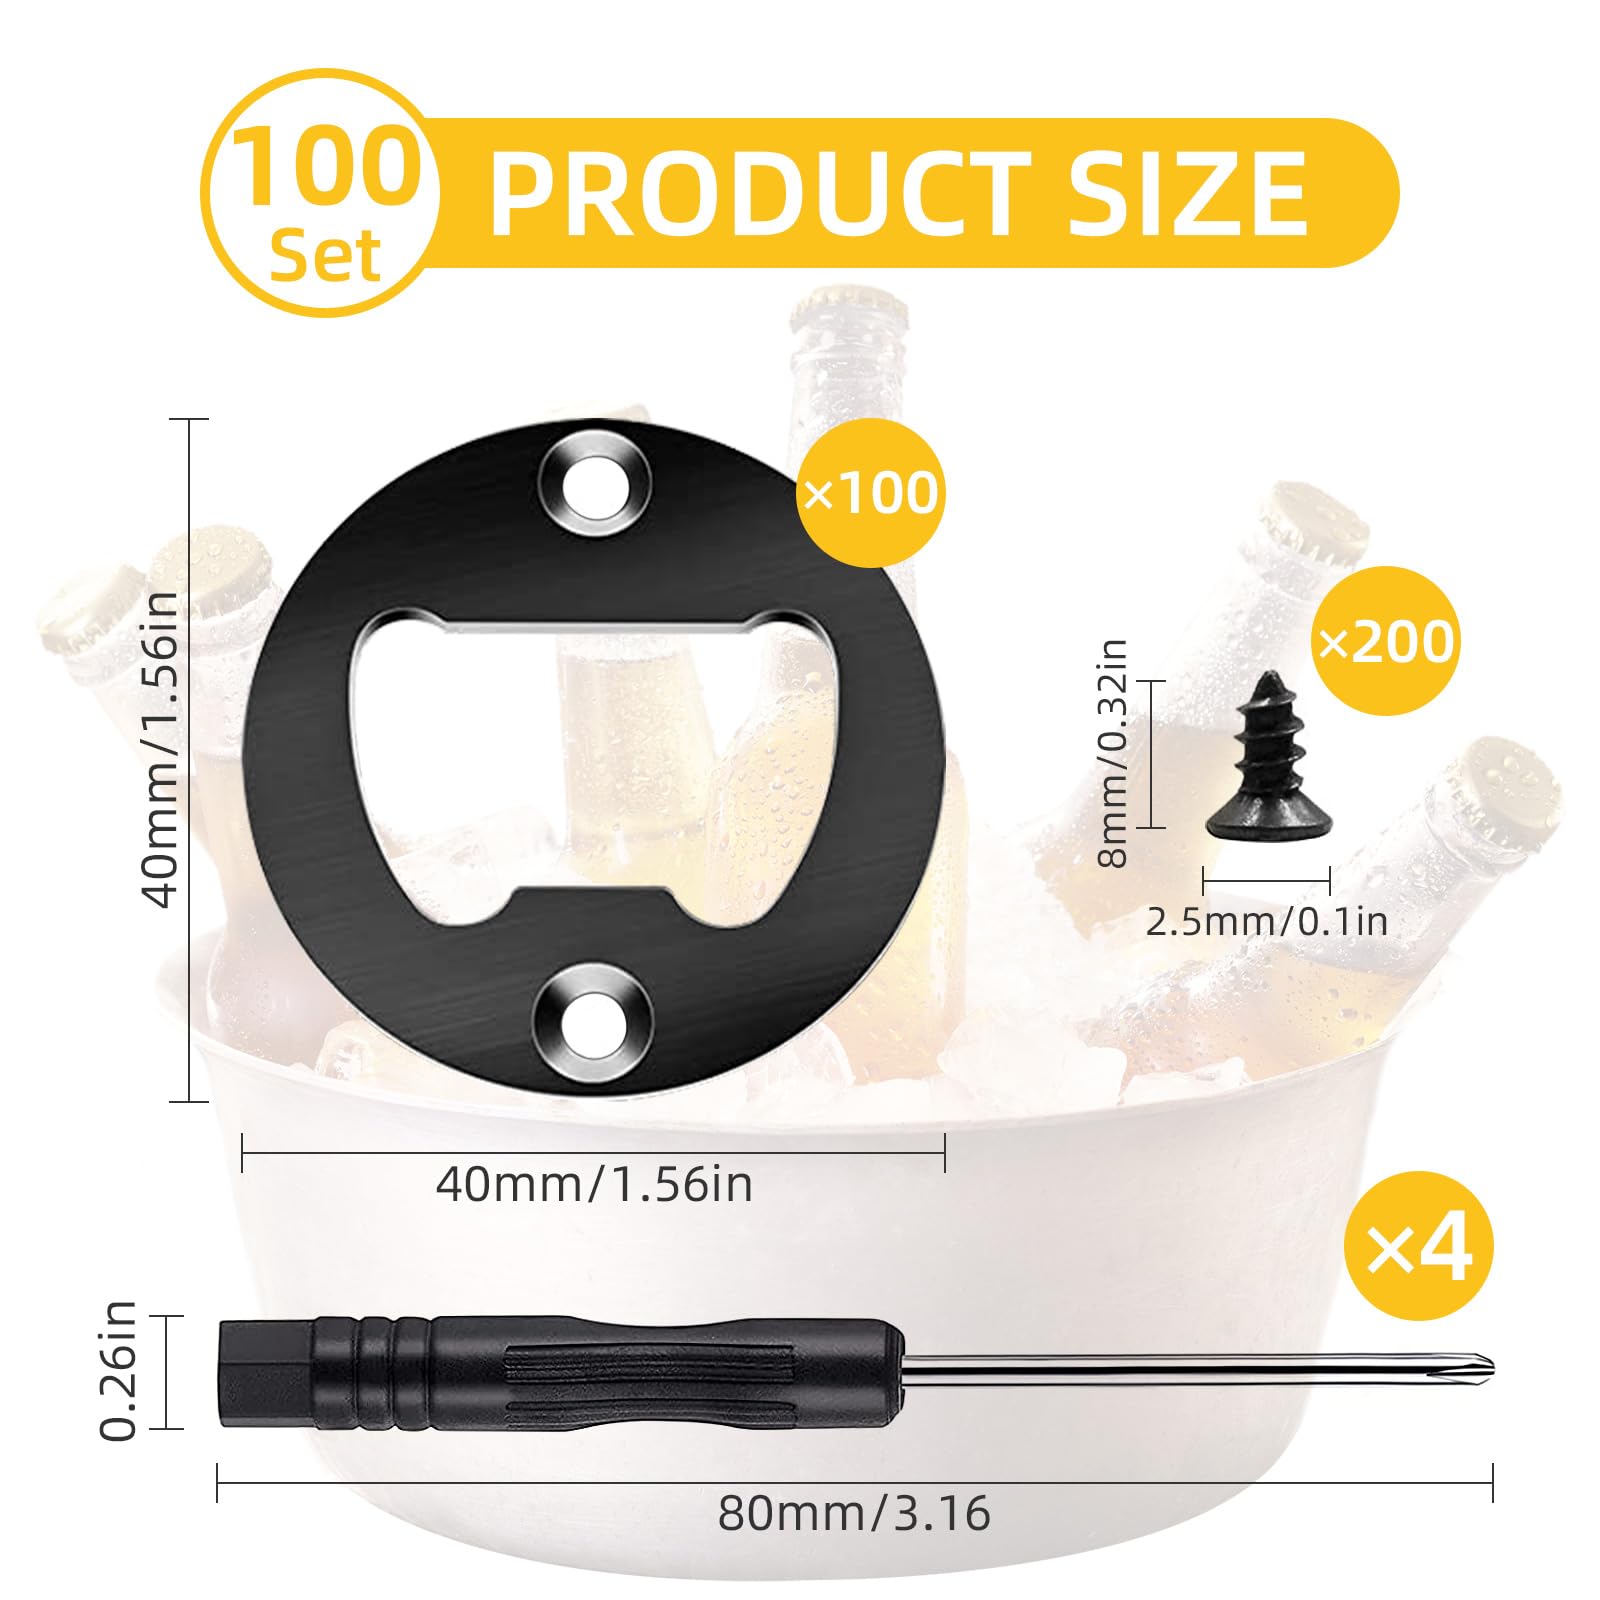 100
Set
PRODUCT SIZE
×100
40mm/1.56in
40mm/1.56in
×200
8mm/0.32in
2.5mm/0.1in
×4
0.26in
80mm/3.16